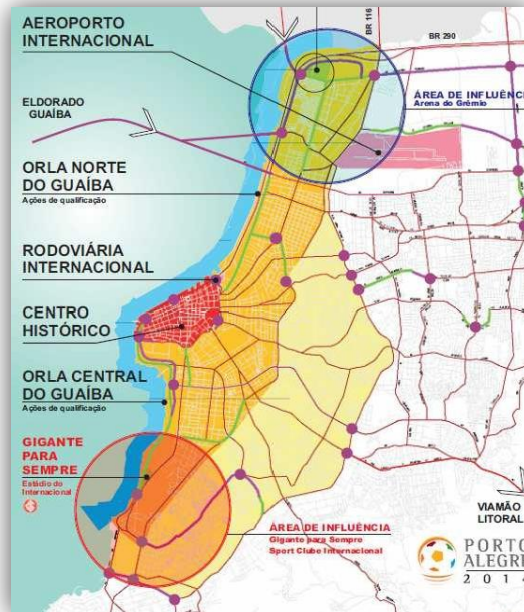 AEROPORTO
INTERNACIONAL
BR 116
BR 290
ELDORADO
GUAÍBA
ÁREA DE INFLUÊNCI
Arena do Grêmio
ORLA NORTE
DO GUAÍBA
Ações de qualificação
RODOVIÁRIA
INTERNACIONAL
CENTRO
HISTÓRICO
ORLA CENTRAL
DO GUAÍBA
Ações de qualificação
GIGANTE
PARA
SEMPRE
Estádio do
Internacional
ÁREA DE INFLUÊNCIA
Gigante para Sempre
Sport Clube Internacional
VIAMÃO
LITORAL
PORTO
ALEGRE
2014